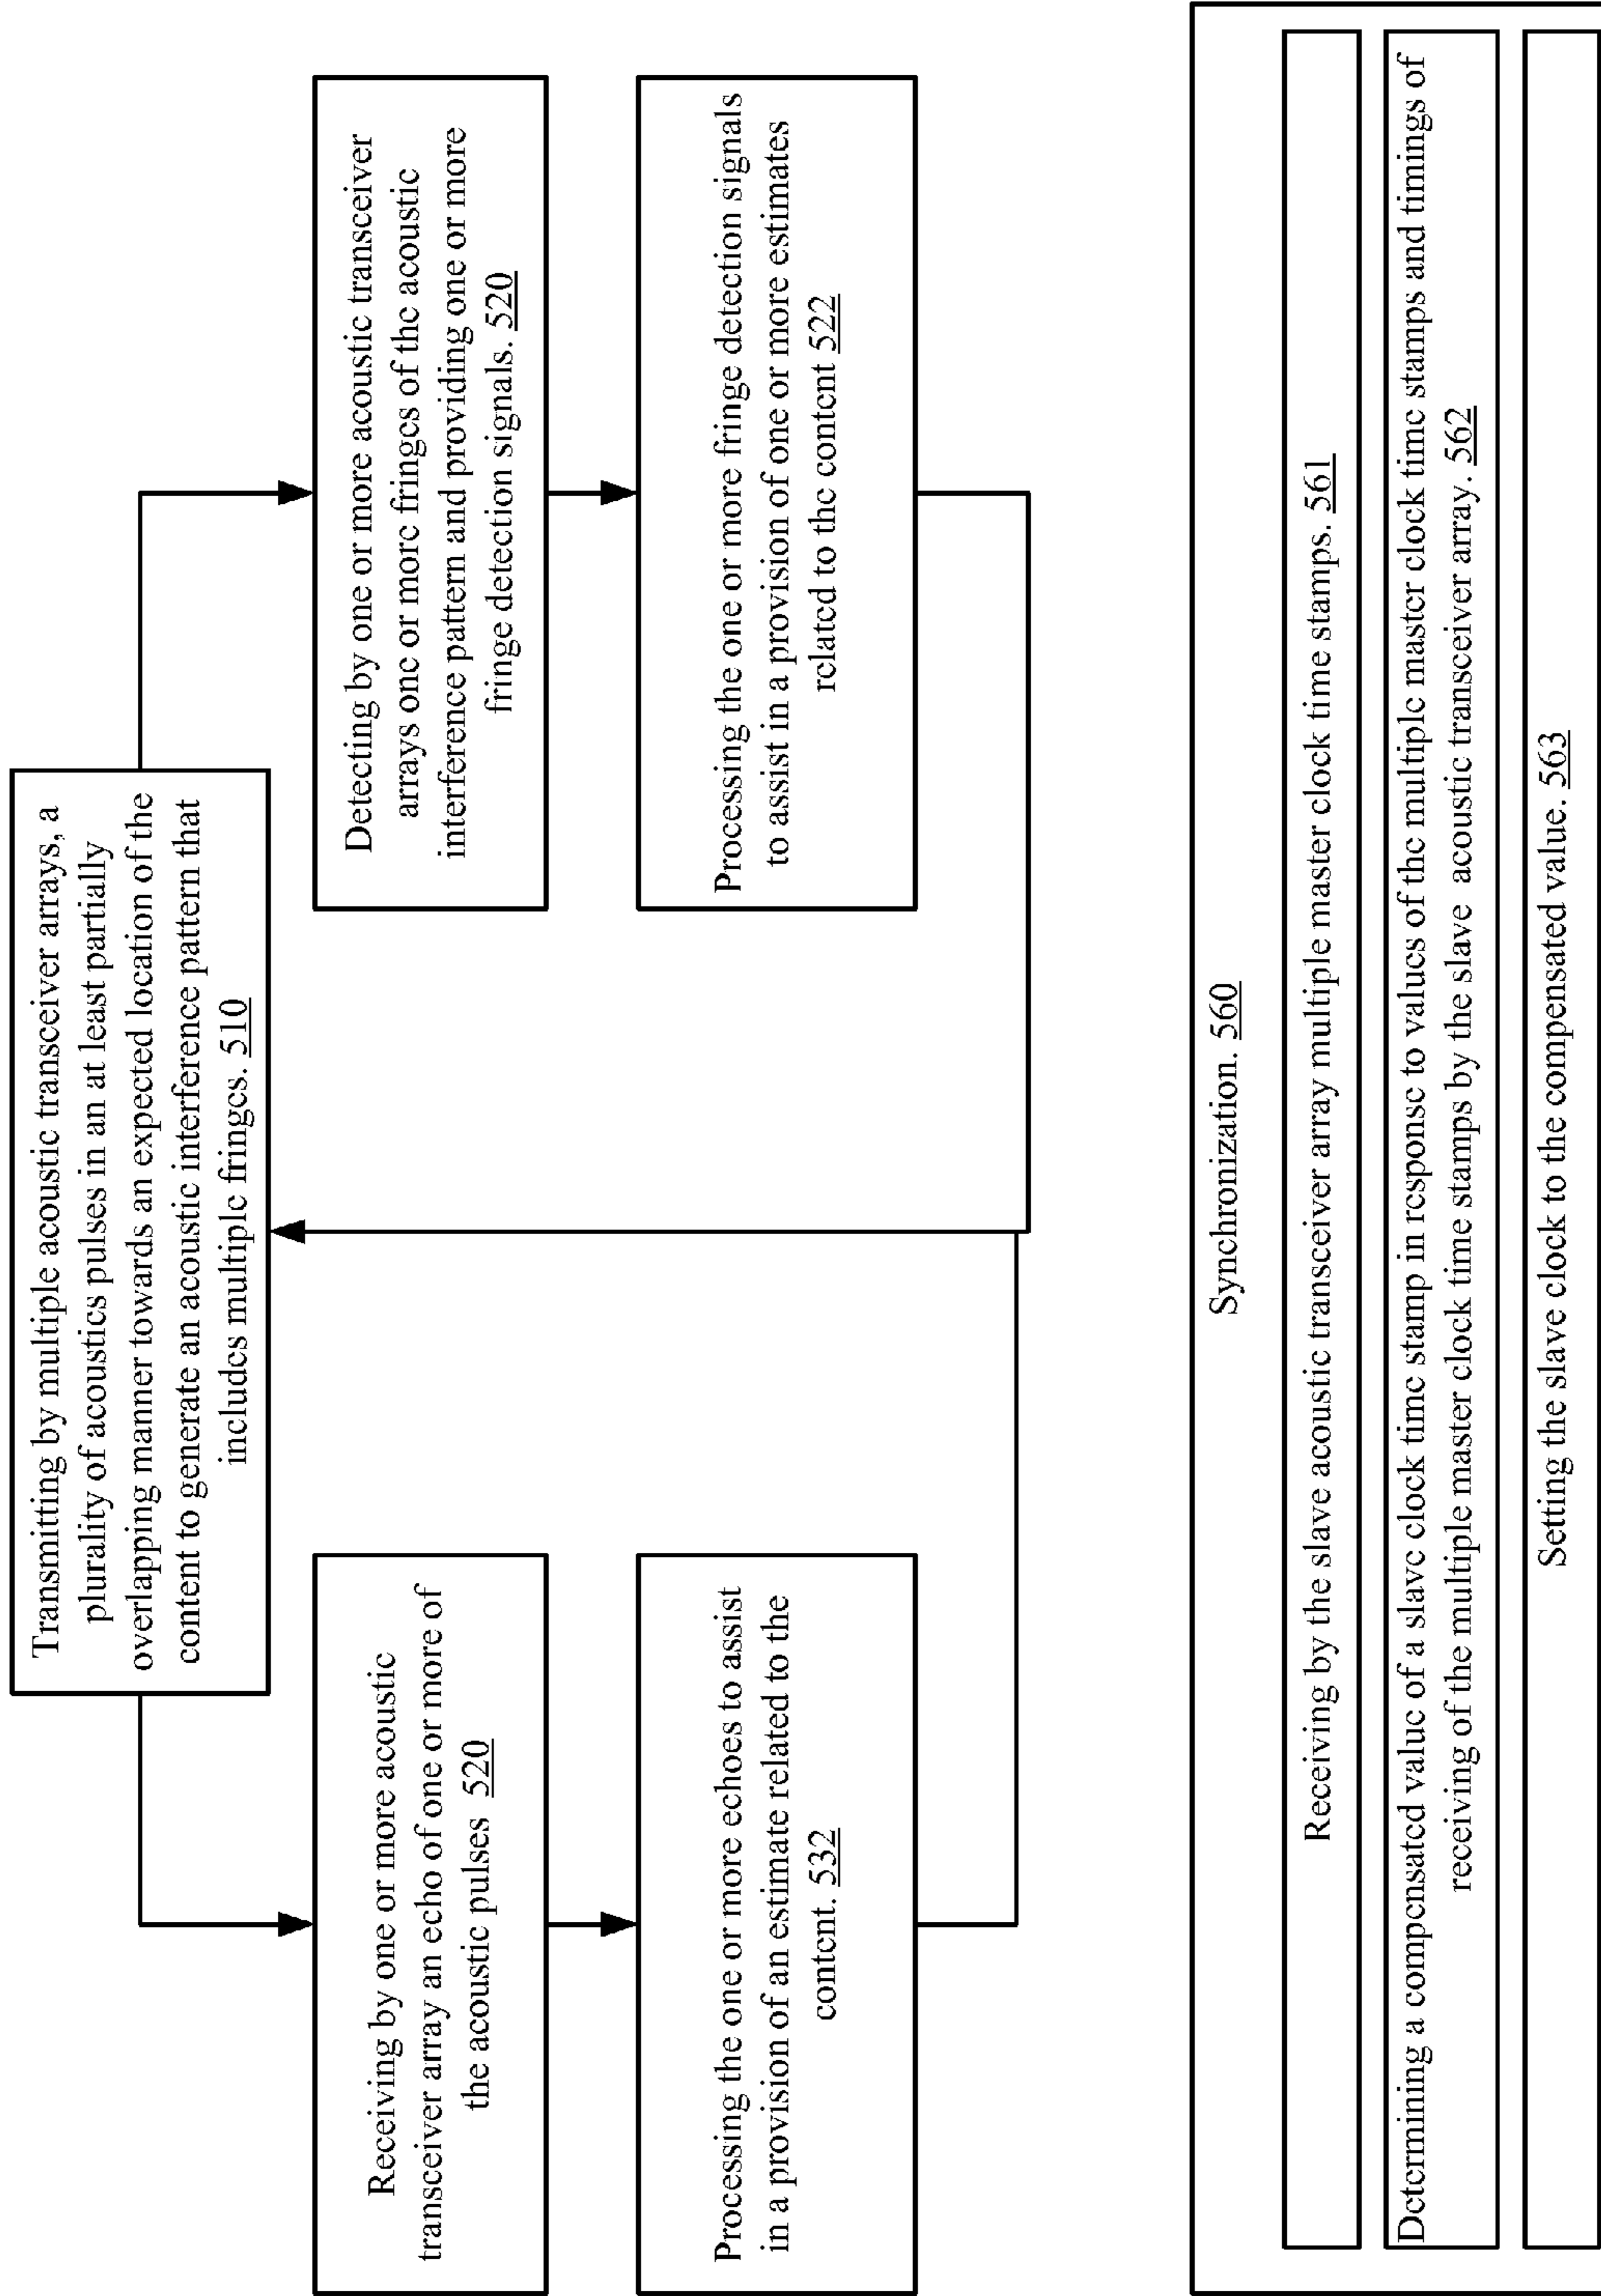 Transmitting by multiple acoustic transceiver arrays, a
plurality of acoustics pulses in an at least partially
overlapping manner towards an expected location of the
content to generate an acoustic interference pattern that
includes multiple fringes. 510
Receiving by one or more acoustic
transceiver array an echo of one or more of
the acoustic pulses 520
Processing the one or more echoes to assist
in a provision of an estimate related to the
content. 532
Detecting by one or more acoustic transceiver
arrays one or more fringes of the acoustic
interference pattern and providing one or more
fringe detection signals. 520
Processing the one or more fringe detection signals
to assist in a provision of one or more estimates
related to the content 522
Synchronization. 560
Receiving by the slave acoustic transceiver array multiple master clock time stamps. 561
Determining a compensated value of a slave clock time stamp in response to values of the multiple master clock time stamps and timings of
receiving of the multiple master clock time stamps by the slave acoustic transceiver array. 562
Setting the slave clock to the compensated value. 563